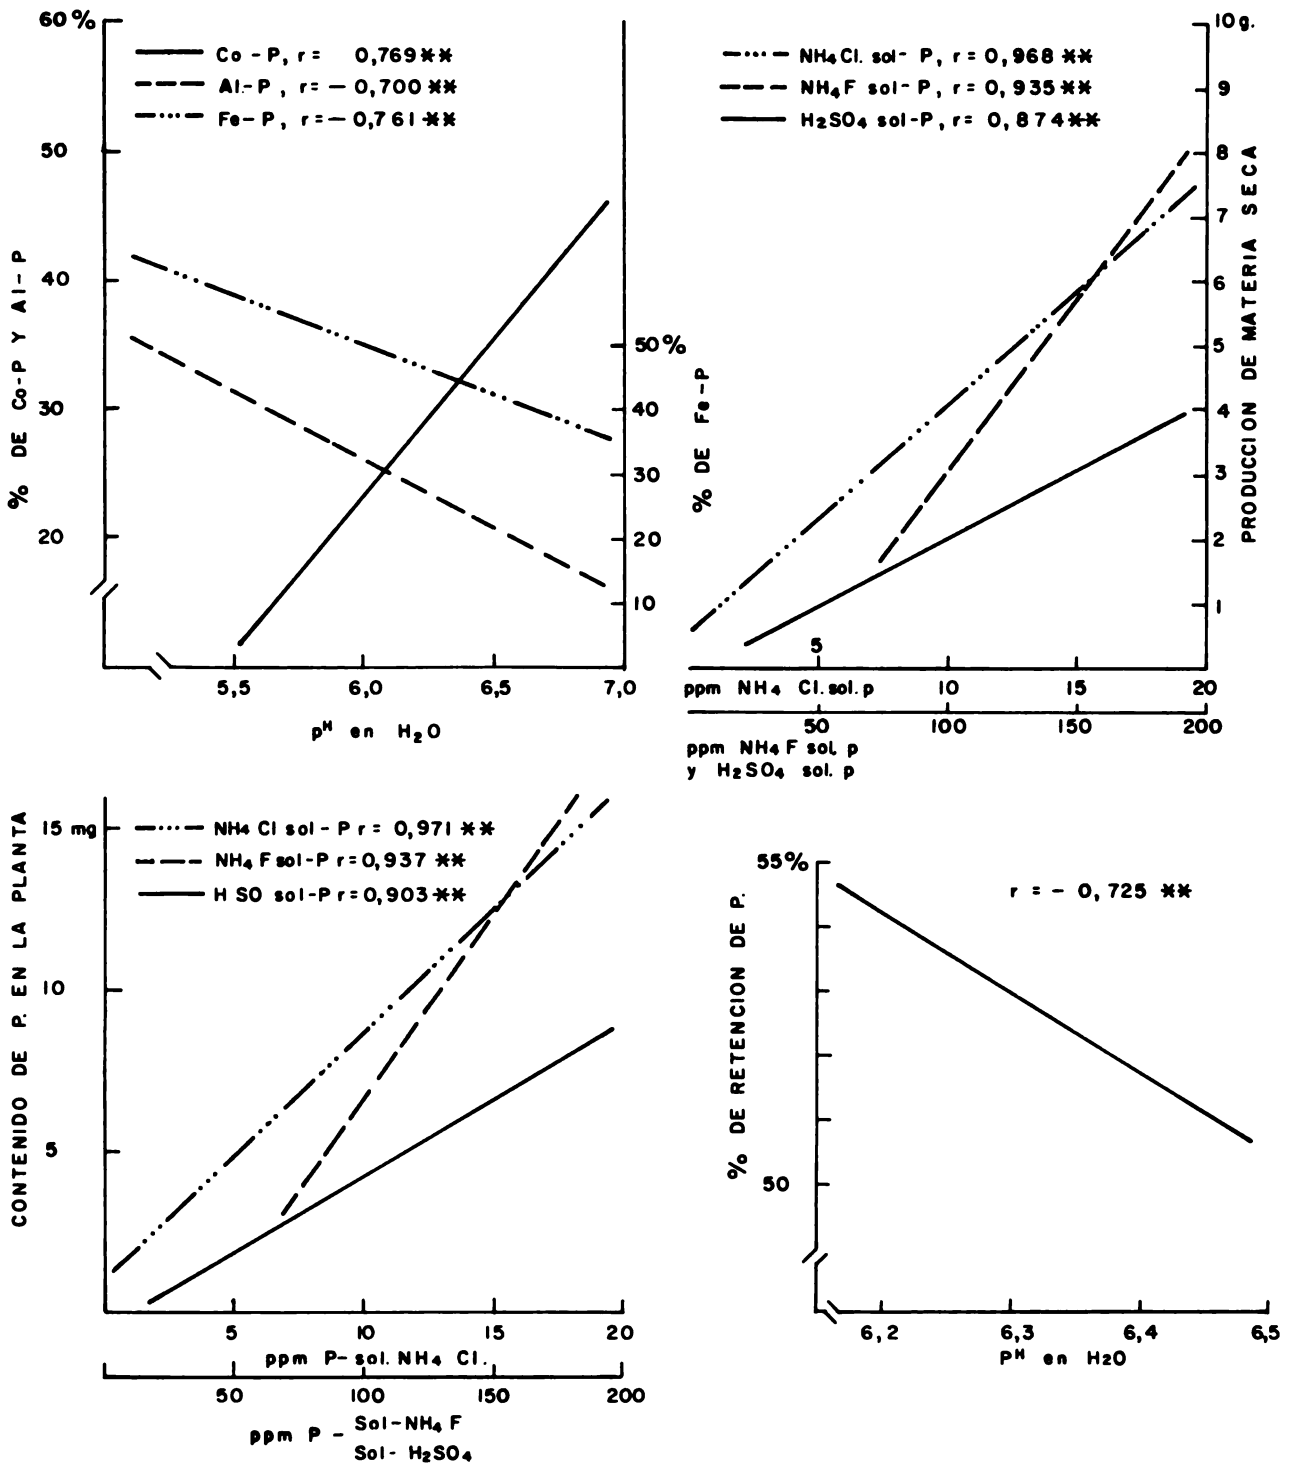 60%
50
40
30
20
% DE Co-P Y Al-P
Co-P, r= 0,769**
Al-P, r=-0,700**
Fe-P, r=-0,761**
50%
40
30
20
10
% DE Fe-P
5,5 6,0 6,5 7,0
pH en H2O
NH4Cl. sol-P, r=0,968**
NH4F sol-P, r=0,935**
H2SO4 sol-P, r=0,874**
10g.
9
8
7
6
5
4
3
2
1
PRODUCCION DE MATERIA SECA
5
ppm NH4 Cl.sol.p 10 15 20
50 100 150 200
ppm NH4F sol. p
y H2SO4 sol. p
15 mg
10
5
CONTENIDO DE P. EN LA PLANTA
NH4Cl sol-P r= 0,971**
NH4Fsol-P r=0,937**
H SO sol-P r=0,903**
5 10 15 20
ppm P-sol. NH4 Cl.
50 100 150 200
ppm P- Sol-NH4F
Sol- H2SO4
55%
50
% DE RETENCION DE P.
r = - 0,725 **
6,2 6,3 6,4 6,5
PH en H2O